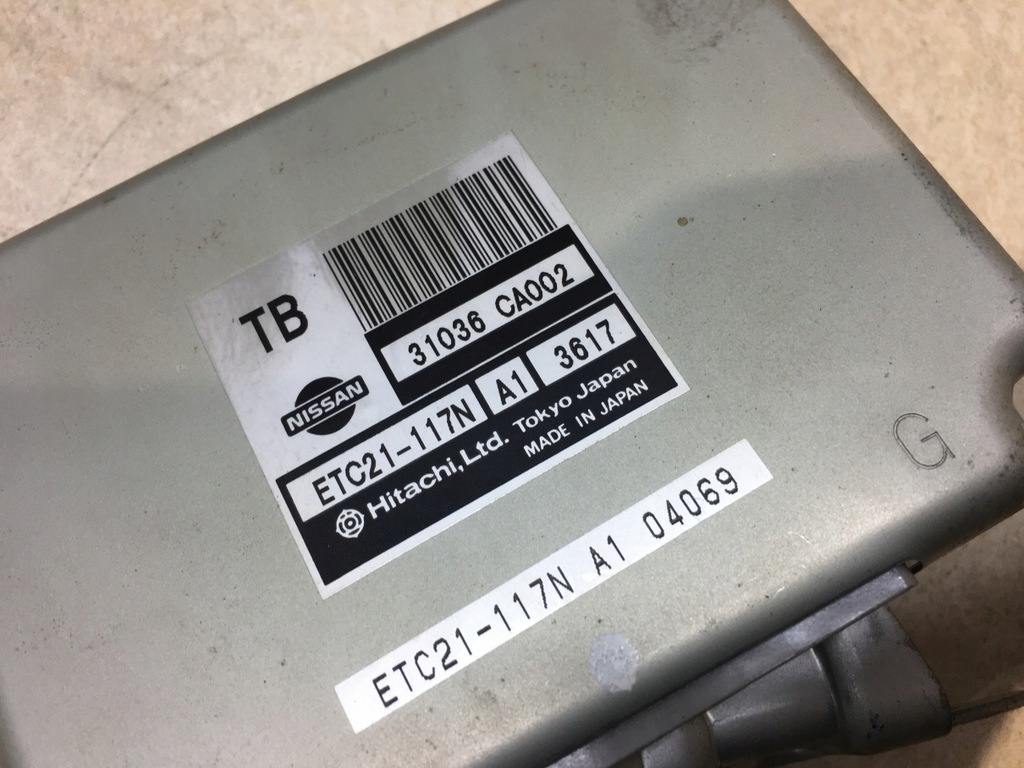 TB
31036 CA002
NISSAN
ETC21-117N A1 3617
Hitachi,Ltd. Tokyo Japan
MADE IN JAPAN
ETC21-117N A1 04069
G